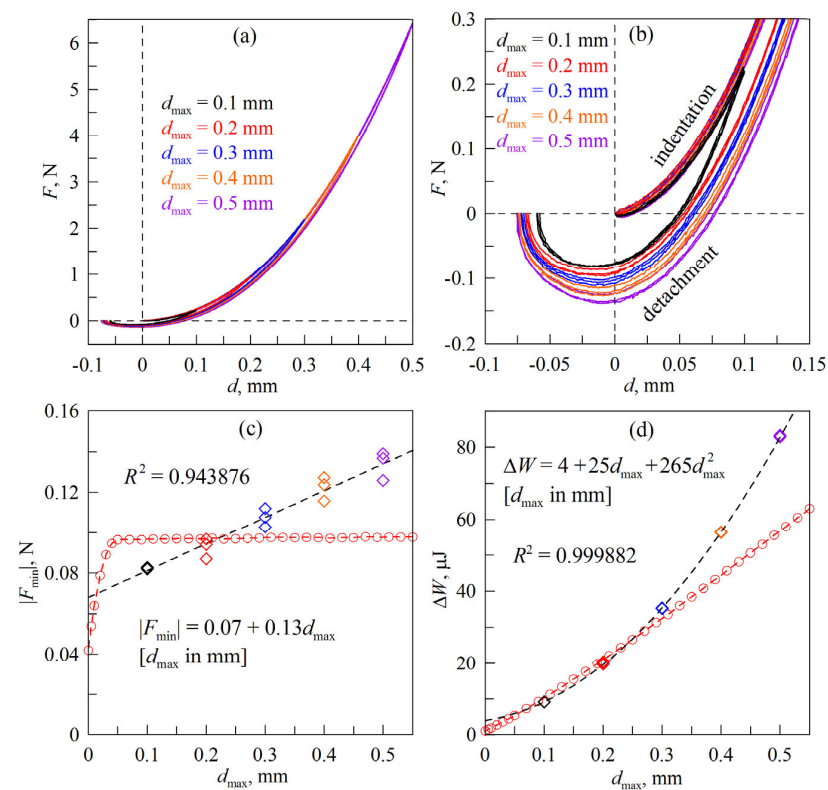 (a)
F, N
6
5
4
3
2
1
0
d_max = 0.1 mm
d_max = 0.2 mm
d_max = 0.3 mm
d_max = 0.4 mm
d_max = 0.5 mm
-0.1 0 0.1 0.2 0.3 0.4 0.5
d, mm
(b)
F, N
0.3
0.2
0.1
0
-0.1
-0.2
d_max = 0.1 mm
d_max = 0.2 mm
d_max = 0.3 mm
d_max = 0.4 mm
d_max = 0.5 mm
indentation
detachment
-0.1 -0.05 0 0.05 0.1 0.15
d, mm
(c)
|F_min|, N
0.16
0.12
0.08
0.04
0
R² = 0.943876
|F_min| = 0.07 + 0.13d_max
[d_max in mm]
0 0.1 0.2 0.3 0.4 0.5
d_max, mm
(d)
ΔW, μJ
80
60
40
20
0
ΔW = 4 +25d_max +265d²_max
[d_max in mm]
R² = 0.999882
0 0.1 0.2 0.3 0.4 0.5
d_max, mm